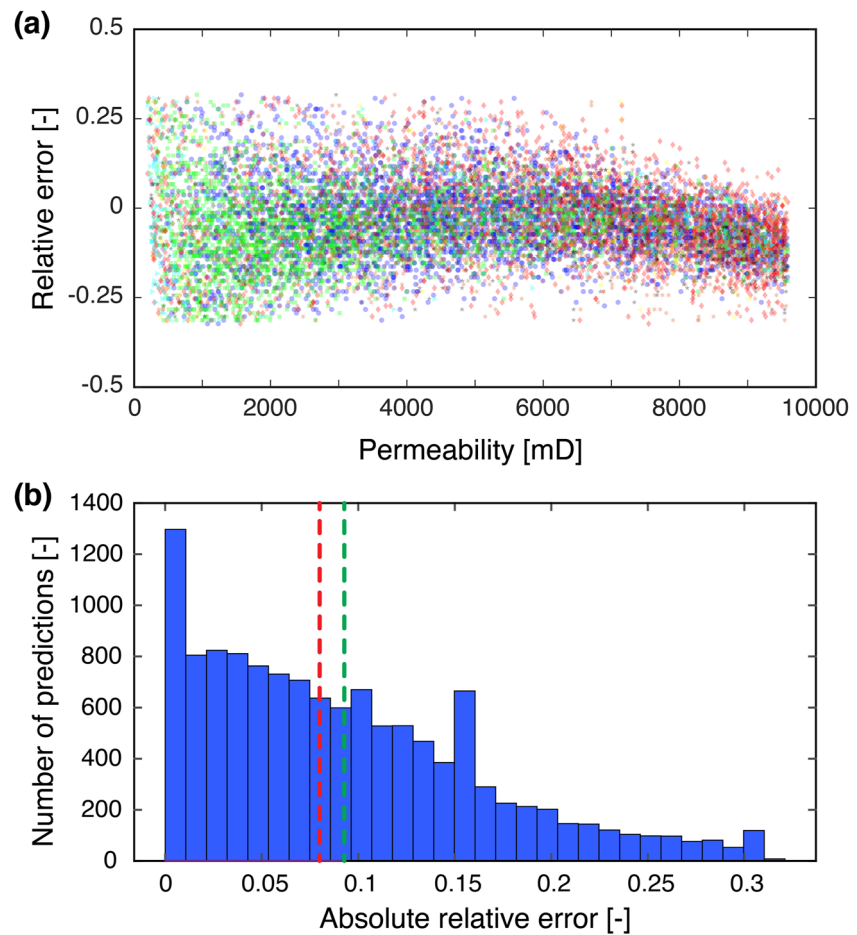 (a)
0.5
0.25
0
-0.25
-0.5
Relative error [-]
0 2000 4000 6000 8000 10000
Permeability [mD]
(b)
1400
1200
1000
800
600
400
200
0
Number of predictions [-]
0 0.05 0.1 0.15 0.2 0.25 0.3
Absolute relative error [-]